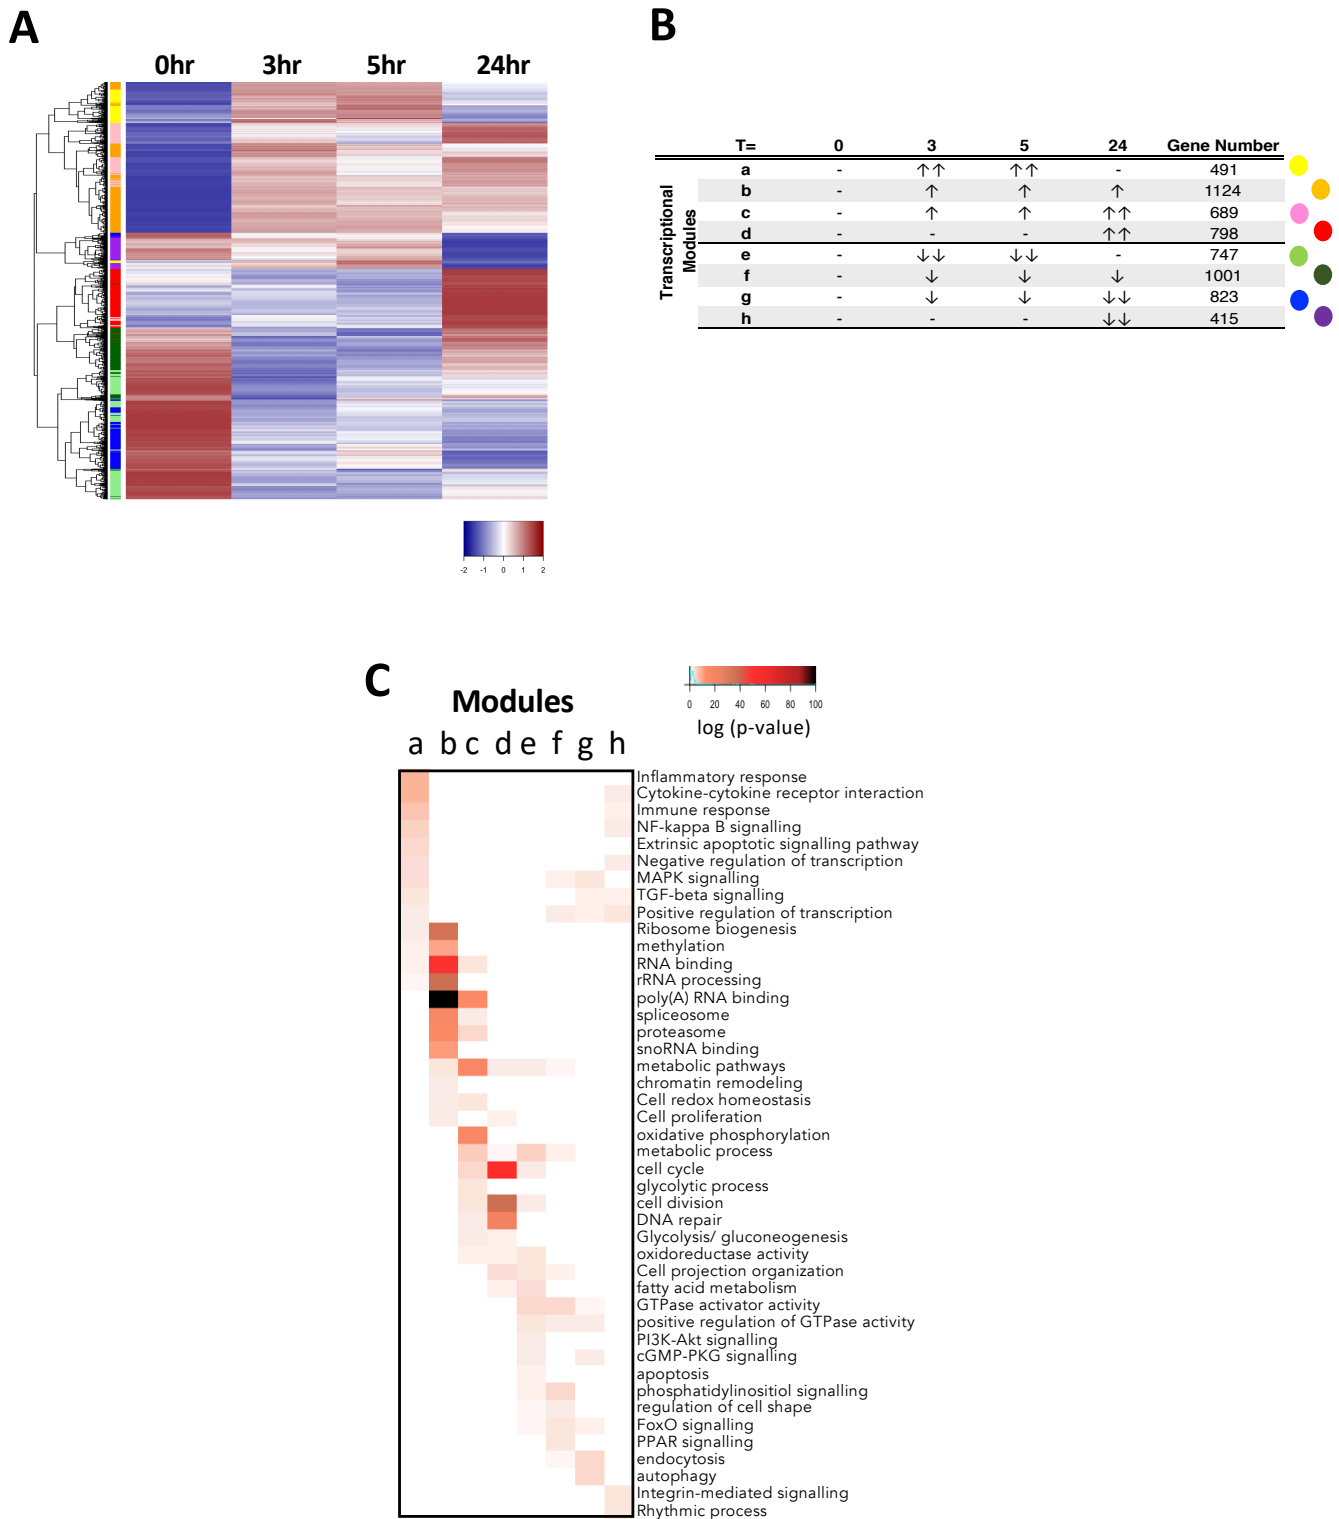 A
0hr 3hr 5hr 24hr
-2 -1 0 1 2
B
T= 0 3 5 24 Gene Number
Transcriptional
Modules
a - ↑↑ ↑↑ - 491
b - ↑ ↑ ↑ 1124
c - ↑ ↑ ↑↑ 689
d - - - ↑↑ 798
e - ↓↓ ↓↓ - 747
f - ↓ ↓ ↓ 1001
g - ↓ ↓ ↓↓ 823
h - - - ↓↓ 415
C
Modules
0 20 40 60 80 100
log (p-value)
a b c d e f g h
Inflammatory response
Cytokine-cytokine receptor interaction
Immune response
NF-kappa B signalling
Extrinsic apoptotic signalling pathway
Negative regulation of transcription
MAPK signalling
TGF-beta signalling
Positive regulation of transcription
Ribosome biogenesis
methylation
RNA binding
rRNA processing
poly(A) RNA binding
spliceosome
proteasome
snoRNA binding
metabolic pathways
chromatin remodeling
Cell redox homeostasis
Cell proliferation
oxidative phosphorylation
metabolic process
cell cycle
glycolytic process
cell division
DNA repair
Glycolysis/ gluconeogenesis
oxidoreductase activity
Cell projection organization
fatty acid metabolism
GTPase activator activity
positive regulation of GTPase activity
PI3K-Akt signalling
cGMP-PKG signalling
apoptosis
phosphatidylinositiol signalling
regulation of cell shape
FoxO signalling
PPAR signalling
endocytosis
autophagy
Integrin-mediated signalling
Rhythmic process